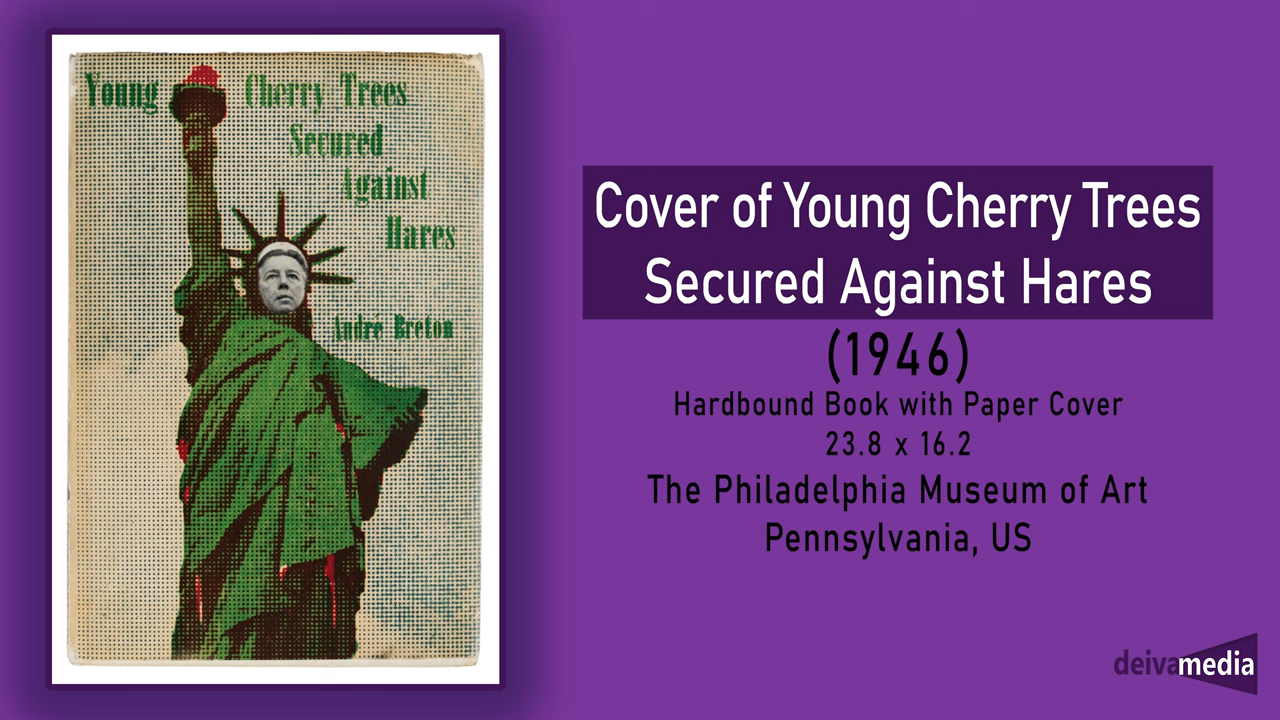 Young Cherry Trees
Secured
Against
Hares
André Breton
Cover of Young Cherry Trees
Secured Against Hares
(1946)
Hardbound Book with Paper Cover
23.8 x 16.2
The Philadelphia Museum of Art
Pennsylvania, US
deivamedia